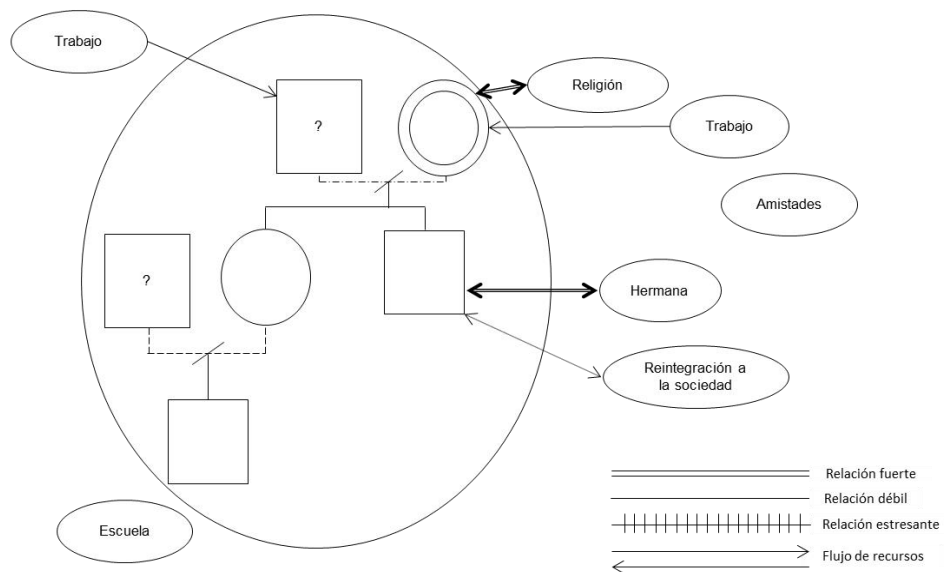 Trabajo
Religión
?
Trabajo
Amistades
?
Hermana
Reintegración a
la sociedad
Escuela
Relación fuerte
Relación débil
Relación estresante
Flujo de recursos